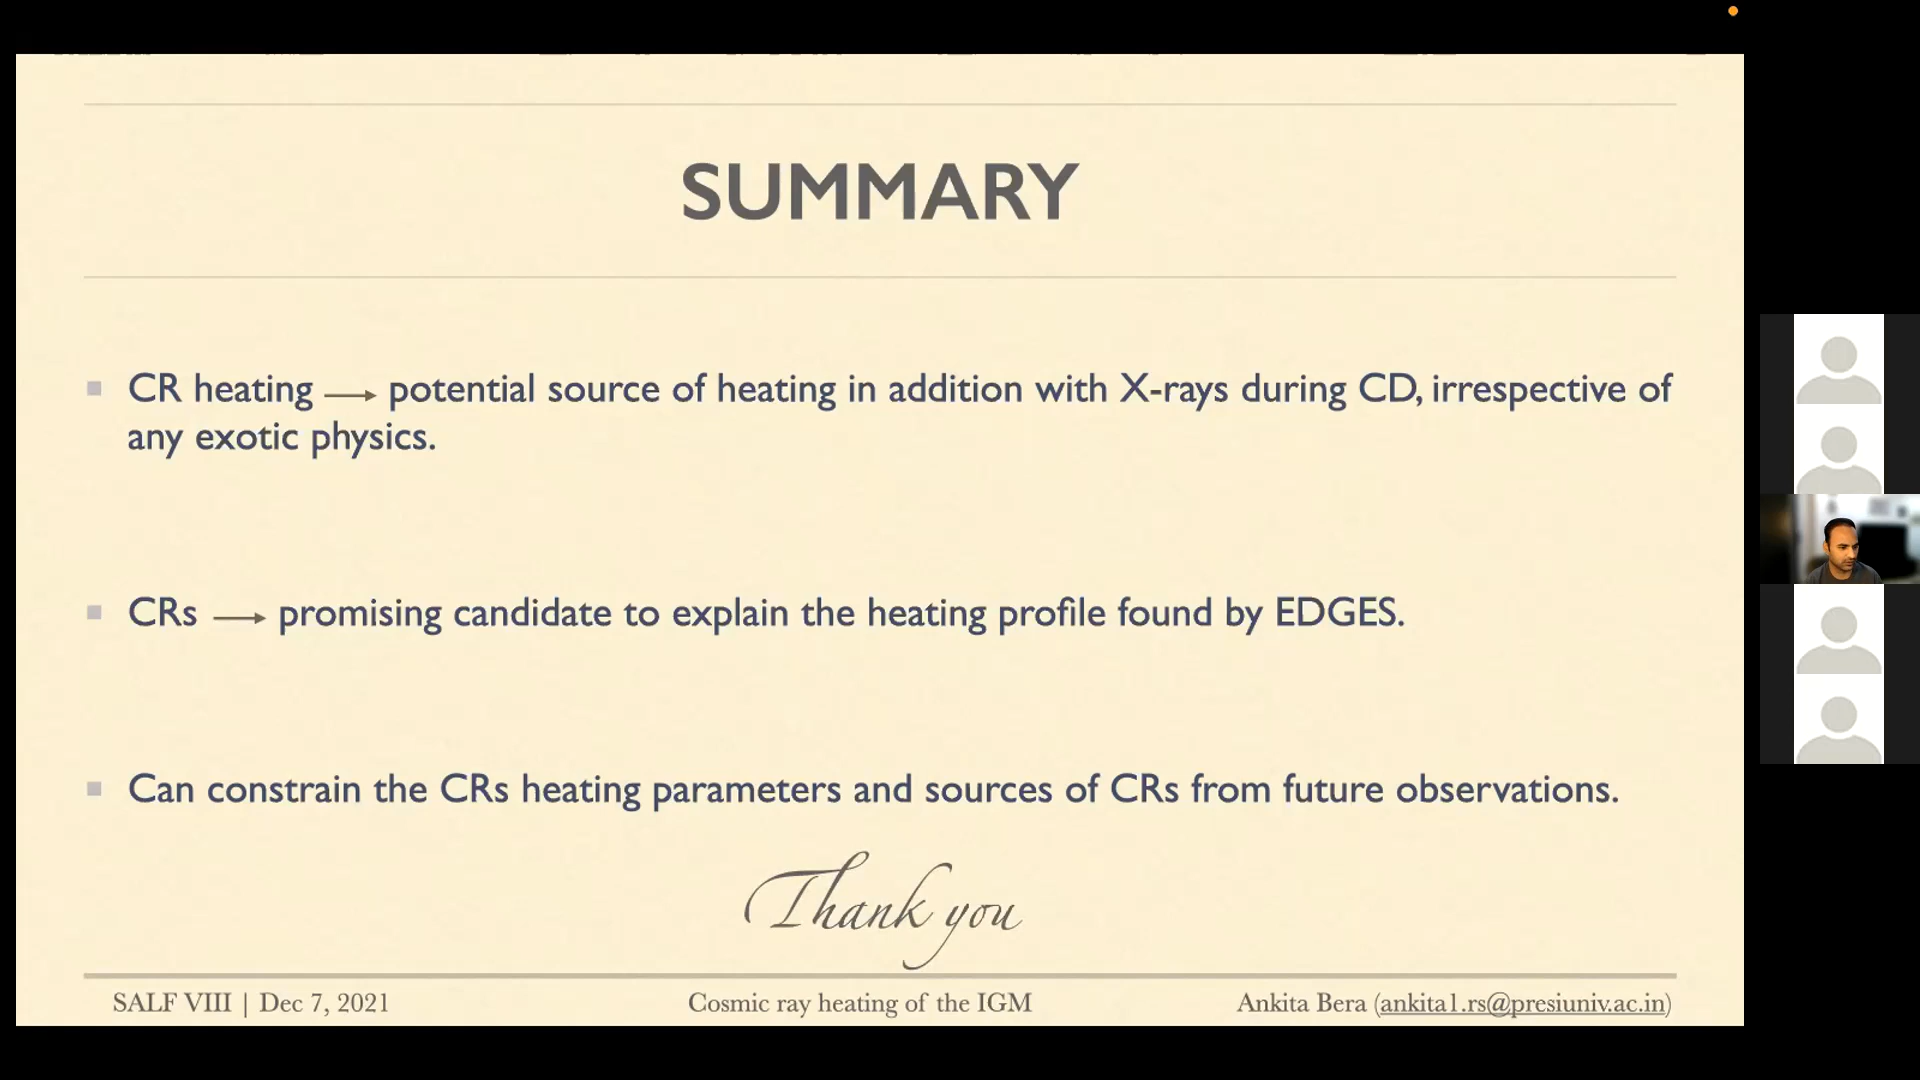 SUMMARY
CR heating → potential source of heating in addition with X-rays during CD, irrespective of
any exotic physics.
CRs → promising candidate to explain the heating profile found by EDGES.
Can constrain the CRs heating parameters and sources of CRs from future observations.
Thank you
SALF VIII | Dec 7, 2021
Cosmic ray heating of the IGM
Ankita Bera (ankita1.rs@presiuniv.ac.in)